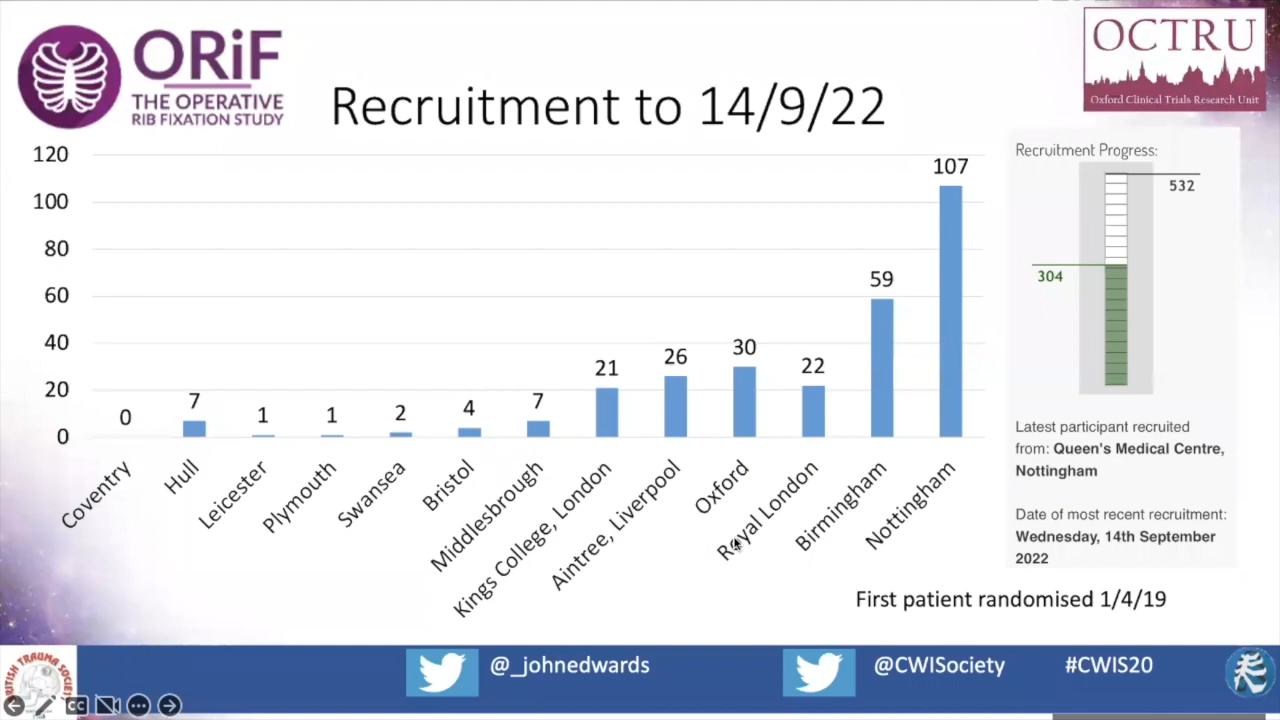 ORiF
THE OPERATIVE
RIB FIXATION STUDY
Recruitment to 14/9/22
OCTRU
Oxford Clinical Trials Research Unit
120
100
80
60
40
20
0
0
7
1
1
2
4
7
21
26
30
22
59
107
Coventry
Hull
Leicester
Plymouth
Swansea
Bristol
Middlesbrough
Kings College, London
Aintree, Liverpool
Oxford
Royal London
Birmingham
Nottingham
Recruitment Progress:
532
304
Latest participant recruited
from: Queen's Medical Centre,
Nottingham
Date of most recent recruitment:
Wednesday, 14th September
2022
First patient randomised 1/4/19
@_johnedwards
@CWISociety
#CWIS20
CC